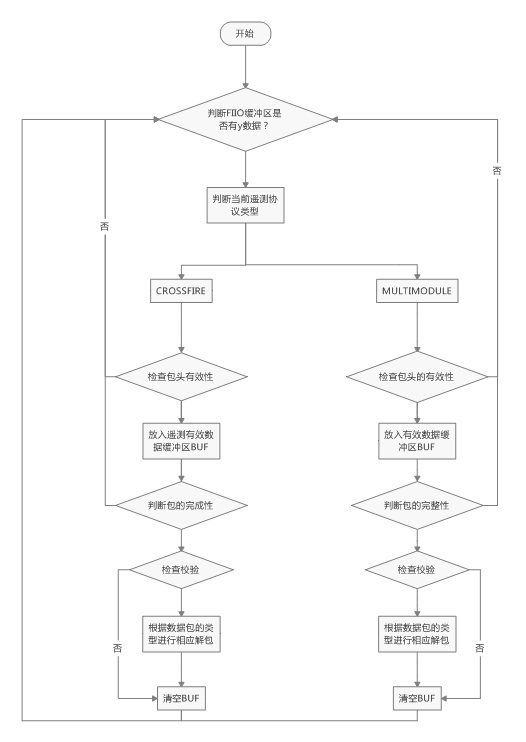 开始
判断FIIO缓冲区是
否有y数据？
判断当前遥测协
议类型
否
否
CROSSFIRE
MULTIMODULE
检查包头有效性
检查包头的有效性
放入遥测有效数
据缓冲区BUF
放入有效数据缓
冲区BUF
判断包的完成性
判断包的完整性
检查校验
检查校验
根据数据包的类
型进行相应解包
根据数据包的类
型进行相应解包
否
否
清空BUF
清空BUF